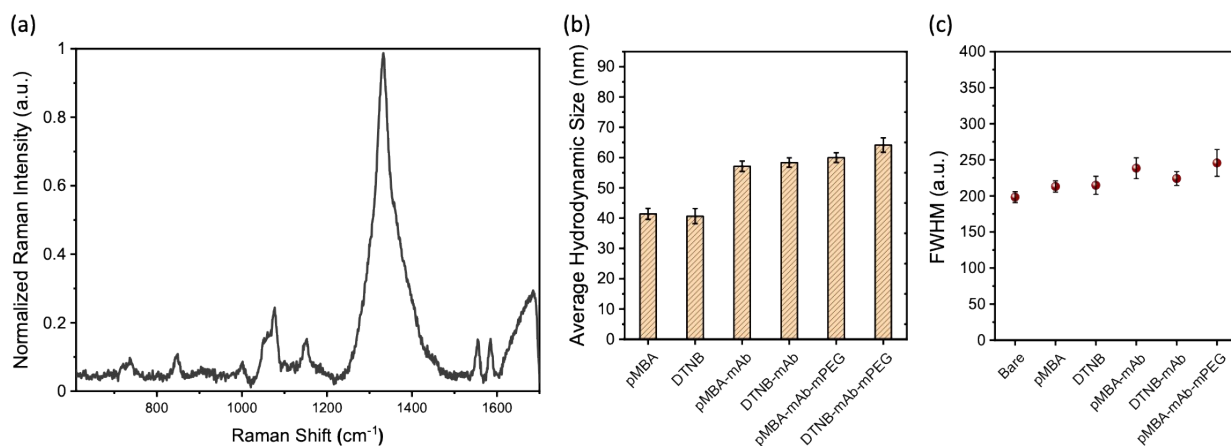 (a)
Normalized Raman Intensity (a.u.)
1
0.8
0.6
0.4
0.2
0
800
1000
1200
1400
1600
Raman Shift (cm⁻¹)
(b)
Average Hydrodynamic Size (nm)
90
80
70
60
50
40
30
20
10
0
pMBA
DTNB
pMBA-mAb
DTNB-mAb
pMBA-mAb-mPEG
DTNB-mAb-mPEG
(c)
FWHM (a.u.)
400
350
300
250
200
150
100
50
0
Bare
pMBA
DTNB
pMBA-mAb
DTNB-mAb
pMBA-mAb-mPEG